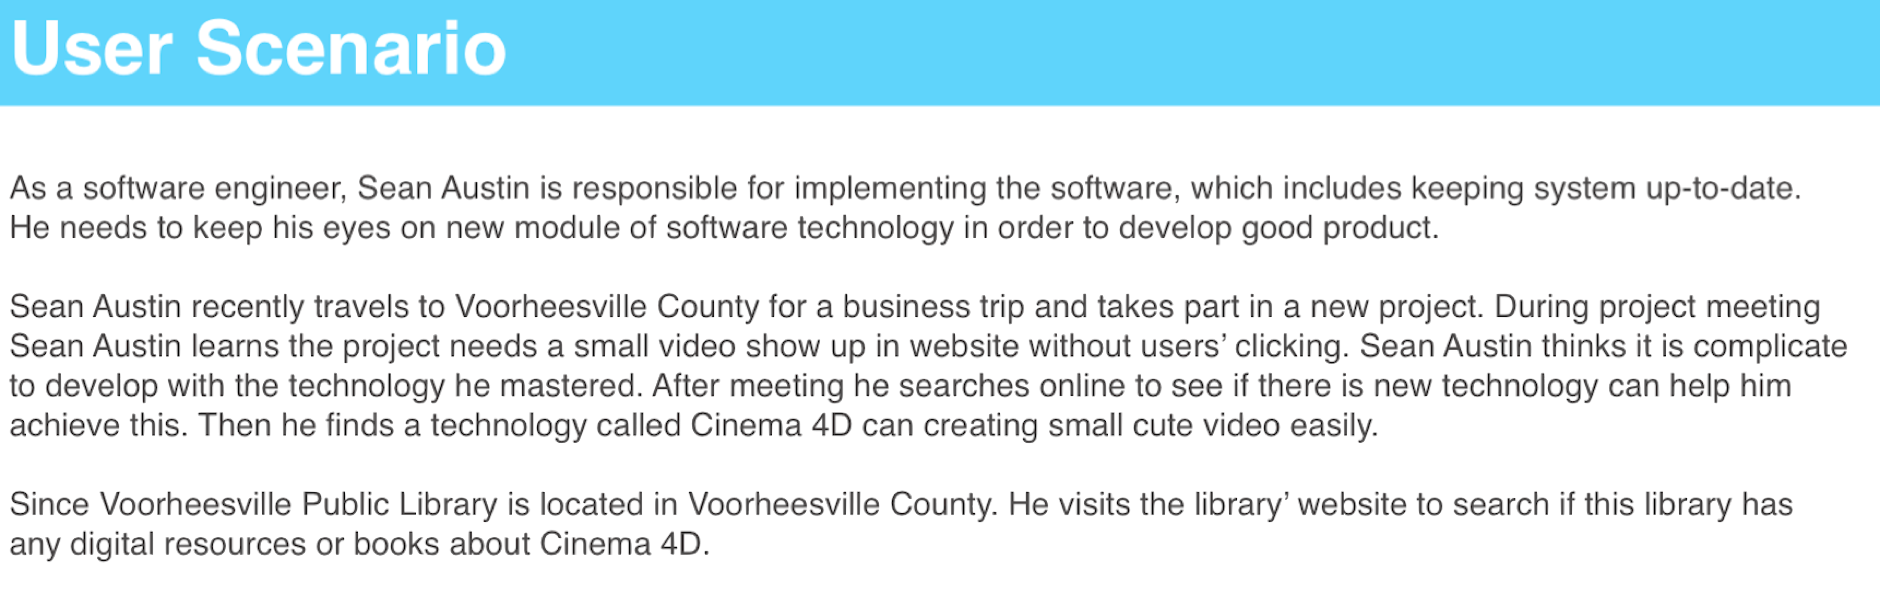 User Scenario
As a software engineer, Sean Austin is responsible for implementing the software, which includes keeping system up-to-date.
He needs to keep his eyes on new module of software technology in order to develop good product.
Sean Austin recently travels to Voorheesville County for a business trip and takes part in a new project. During project meeting
Sean Austin learns the project needs a small video show up in website without users’ clicking. Sean Austin thinks it is complicate
to develop with the technology he mastered. After meeting he searches online to see if there is new technology can help him
achieve this. Then he finds a technology called Cinema 4D can creating small cute video easily.
Since Voorheesville Public Library is located in Voorheesville County. He visits the library’ website to search if this library has
any digital resources or books about Cinema 4D.